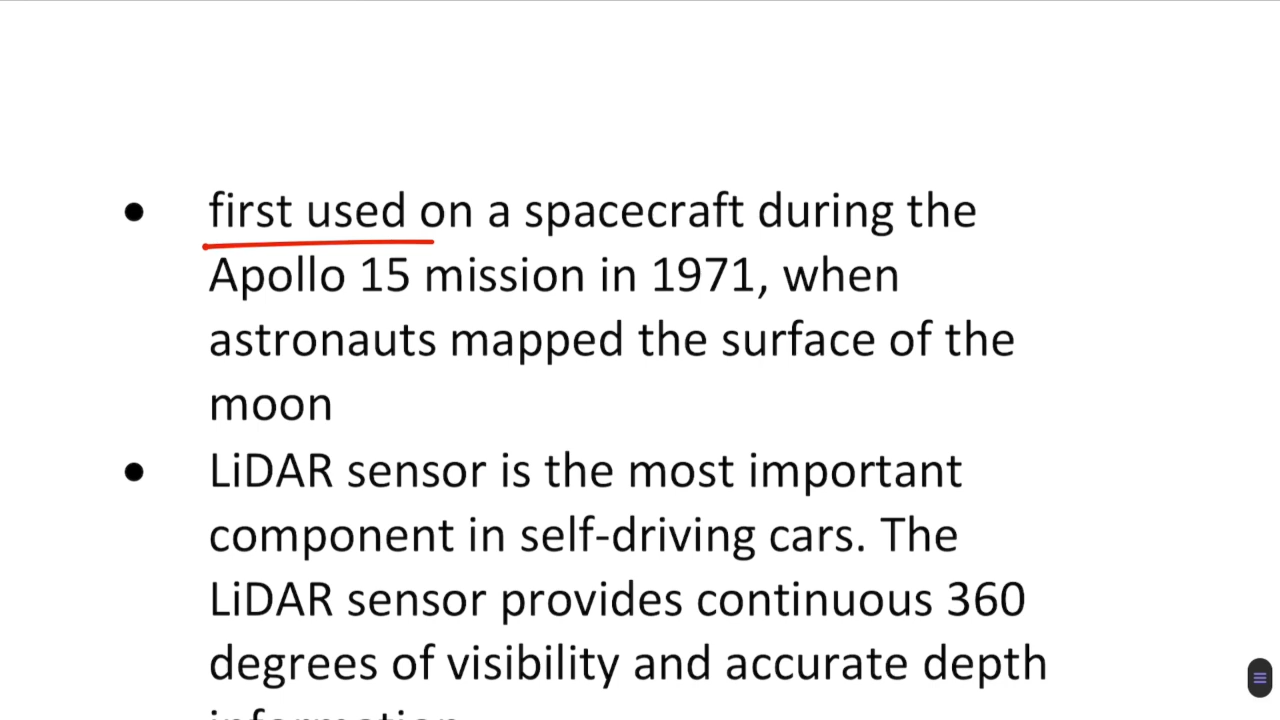 • first used on a spacecraft during the
Apollo 15 mission in 1971, when
astronauts mapped the surface of the
moon
• LiDAR sensor is the most important
component in self-driving cars. The
LiDAR sensor provides continuous 360
degrees of visibility and accurate depth
information